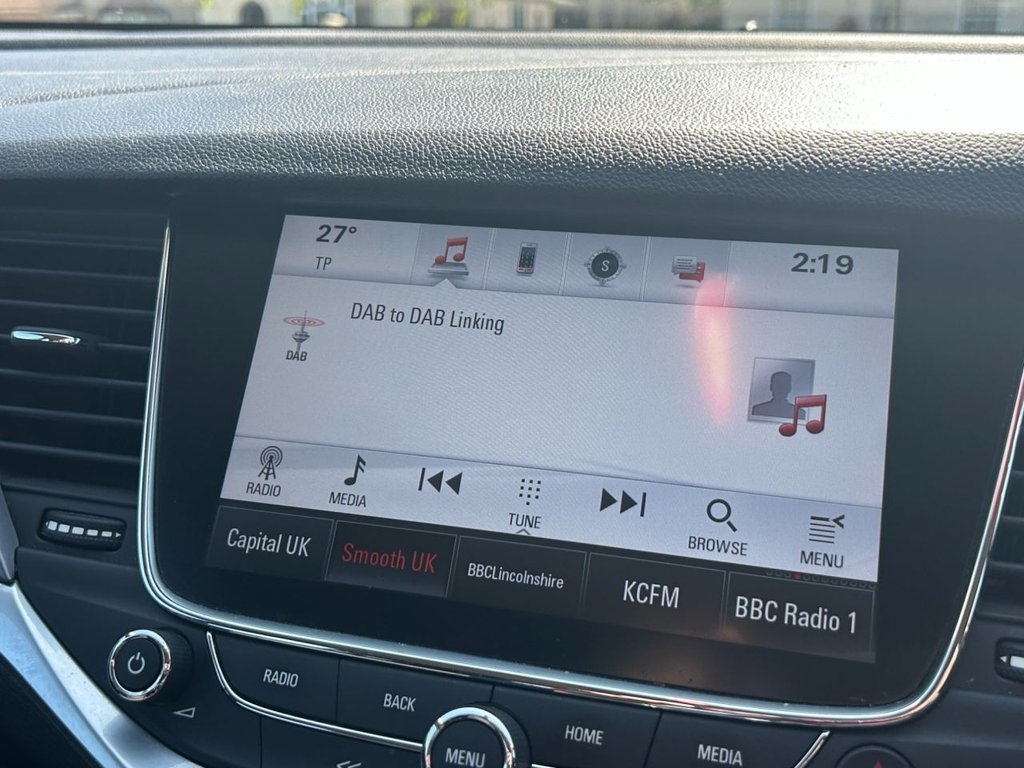 27°
TP
S
2:19
DAB
DAB to DAB Linking
RADIO
MEDIA
TUNE
BROWSE
MENU
Capital UK
Smooth UK
BBCLincolnshire
KCFM
BBC Radio 1
RADIO
BACK
MENU
HOME
MEDIA